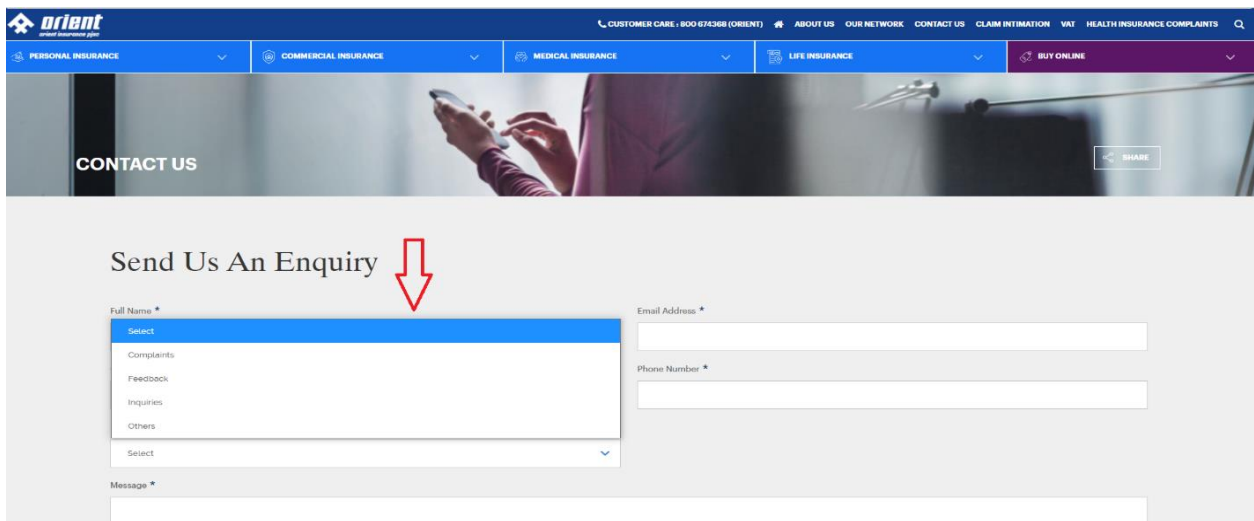 orient
orient insurance pjsc
CUSTOMER CARE : 800 674368 (ORIENT) ABOUT US OUR NETWORK CONTACT US CLAIM INTIMATION VAT HEALTH INSURANCE COMPLAINTS
PERSONAL INSURANCE COMMERCIAL INSURANCE MEDICAL INSURANCE LIFE INSURANCE BUY ONLINE
CONTACT US
SHARE
Send Us An Enquiry
Full Name * Email Address *
Select
Complaints
Phone Number *
Feedback
Inquiries
Others
Select
Message *